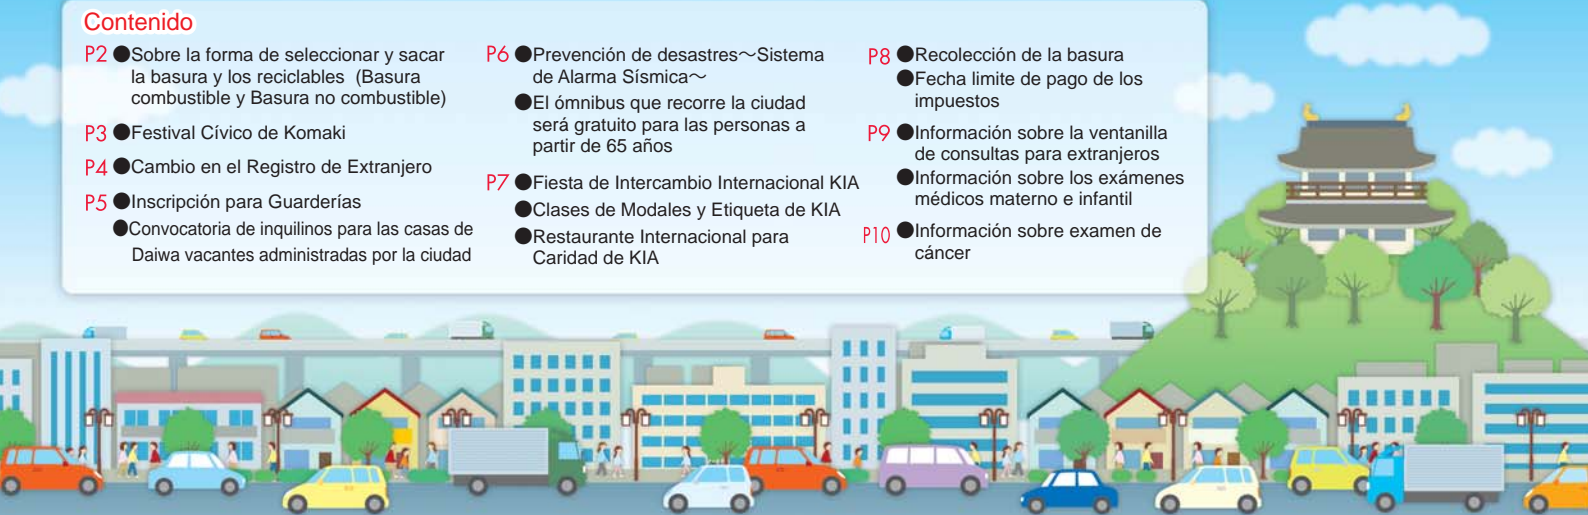 Contenido
P2 ●Sobre la forma de seleccionar y sacar
la basura y los reciclables (Basura
combustible y Basura no combustible)
P3 ●Festival Cívico de Komaki
P4 ●Cambio en el Registro de Extranjero
P5 ●Inscripción para Guarderías
●Convocatoria de inquilinos para las casas de
Daiwa vacantes administradas por la ciudad
P6 ●Prevención de desastres～Sistema
de Alarma Sísmica～
●El ómnibus que recorre la ciudad
será gratuito para las personas a
partir de 65 años
P7 ●Fiesta de Intercambio Internacional KIA
●Clases de Modales y Etiqueta de KIA
●Restaurante Internacional para
Caridad de KIA
P8 ●Recolección de la basura
●Fecha limite de pago de los
impuestos
P9 ●Información sobre la ventanilla
de consultas para extranjeros
●Información sobre los exámenes
médicos materno e infantil
P10 ●Información sobre examen de
cáncer